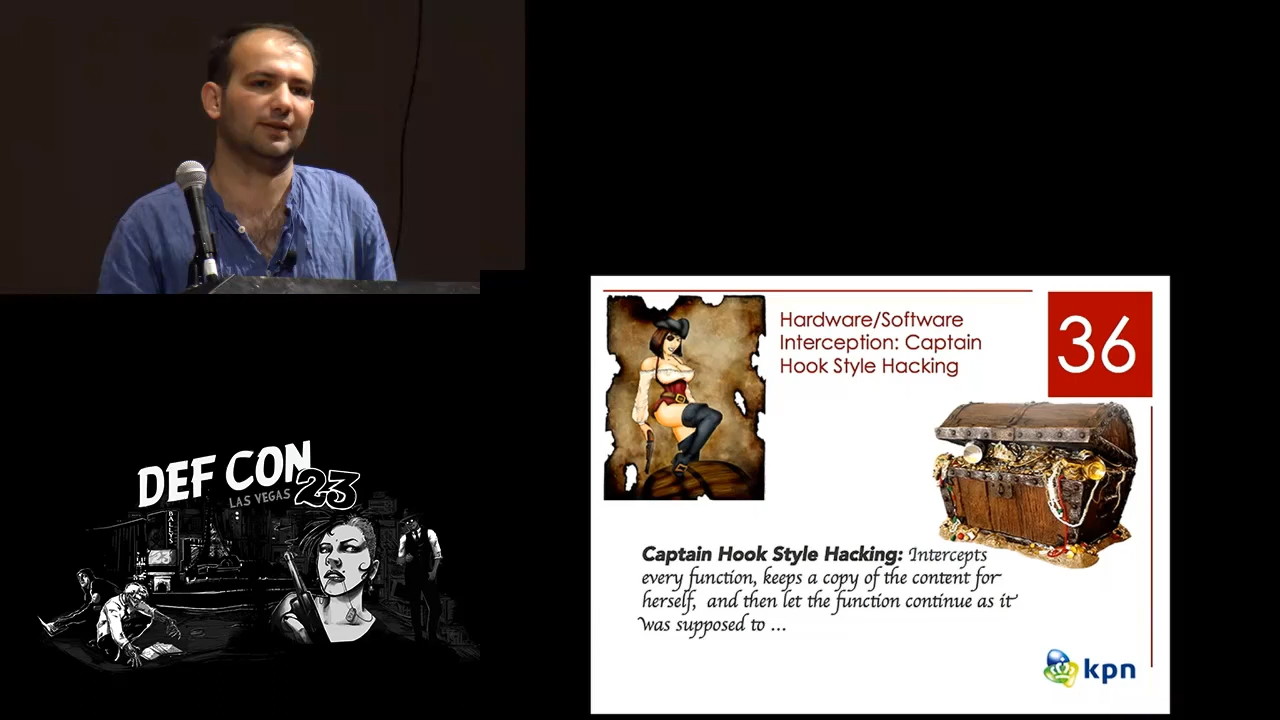 Hardware/Software
Interception: Captain
Hook Style Hacking
36
Captain Hook Style Hacking: Intercepts
every function, keeps a copy of the content for
herself, and then let the function continue as it
was supposed to ...
kpn
DEF CON 23
LAS VEGAS
BALLYS